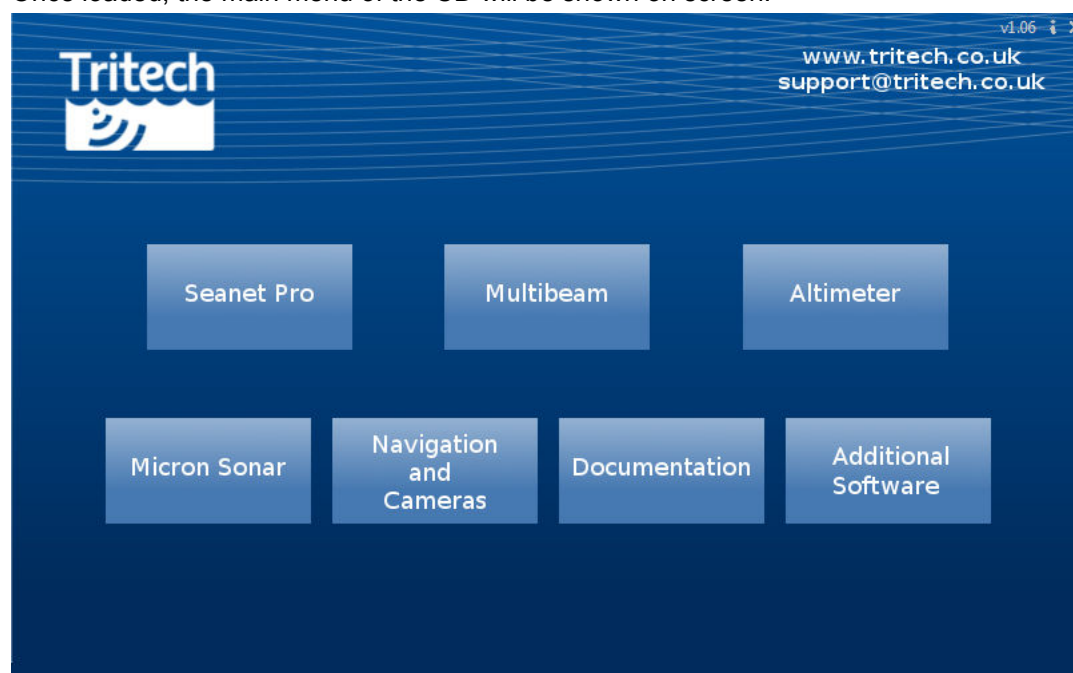 Once loaded, the main menu of the CD will be shown on screen.
v1.06 i
www.tritech.co.uk
support@tritech.co.uk
Tritech
Seanet Pro
Multibeam
Altimeter
Micron Sonar
Navigation
and
Cameras
Documentation
Additional
Software